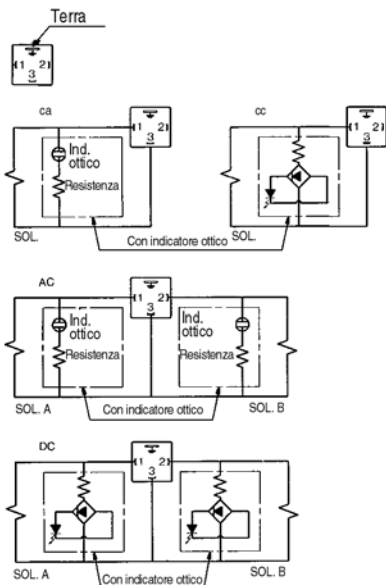 Terra
1 2
3
ca
1 2
3
Ind.
ottico
Resistenza
SOL.
cc
1 2
3
SOL.
Con indicatore ottico
AC
1 2
3
Ind.
ottico
Resistenza
Ind.
ottico
Resistenza
SOL. A
Con indicatore ottico
SOL. B
DC
1 2
3
SOL. A
Con indicatore ottico
SOL. B